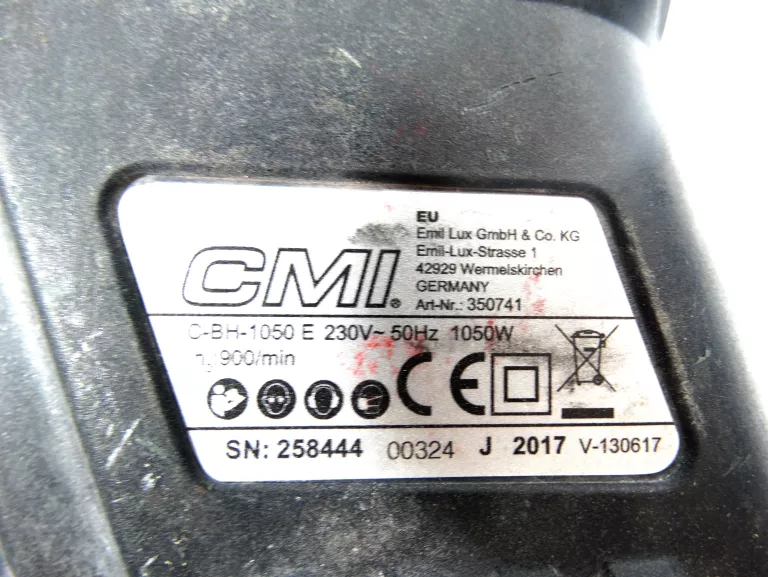 CMI®
EU
Emil Lux GmbH & Co. KG
Emil-Lux-Strasse 1
42929 Wermelskirchen
GERMANY
Art-Nr.: 350741
C-BH-1050 E 230V~ 50Hz 1050W
n₀ 900/min
CE
SN: 258444 00324 J 2017 V-130617